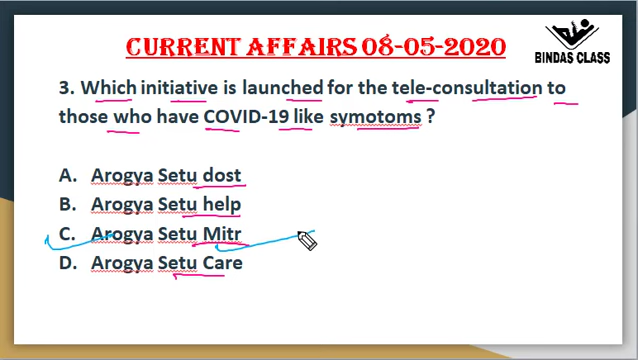 CURRENT AFFAIRS 08-05-2020
BINDAS CLASS
3. Which initiative is launched for the tele-consultation to
those who have COVID-19 like symotoms ?
A. Arogya Setu dost
B. Arogya Setu help
C. Arogya Setu Mitr
D. Arogya Setu Care